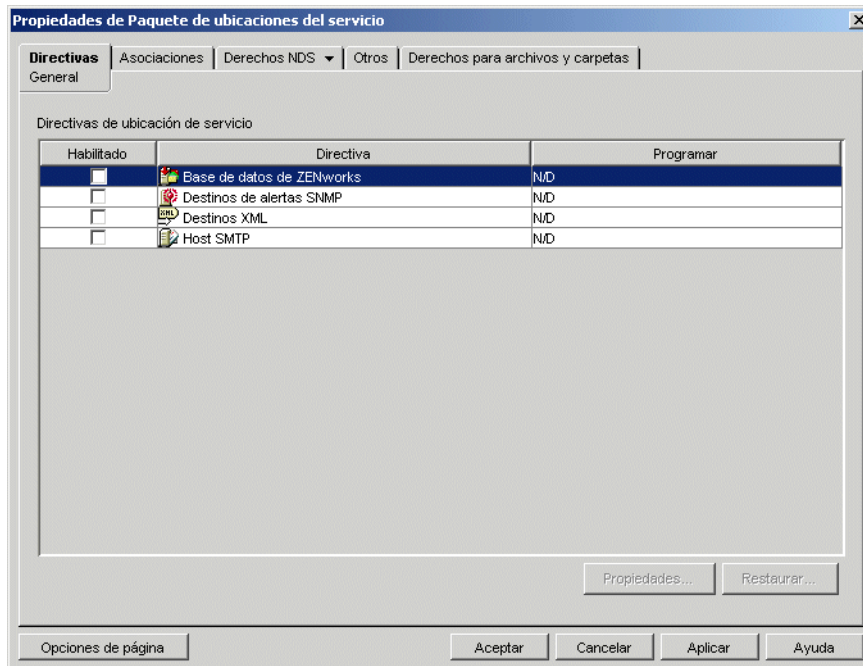 Propiedades de Paquete de ubicaciones del servicio
Directivas Asociaciones Derechos NDS Otros Derechos para archivos y carpetas
General
Directivas de ubicación de servicio
Habilitado Directiva Programar
Base de datos de ZENworks N/D
Destinos de alertas SNMP N/D
XML Destinos XML N/D
Host SMTP N/D
Propiedades... Restaurar...
Opciones de página Aceptar Cancelar Aplicar Ayuda